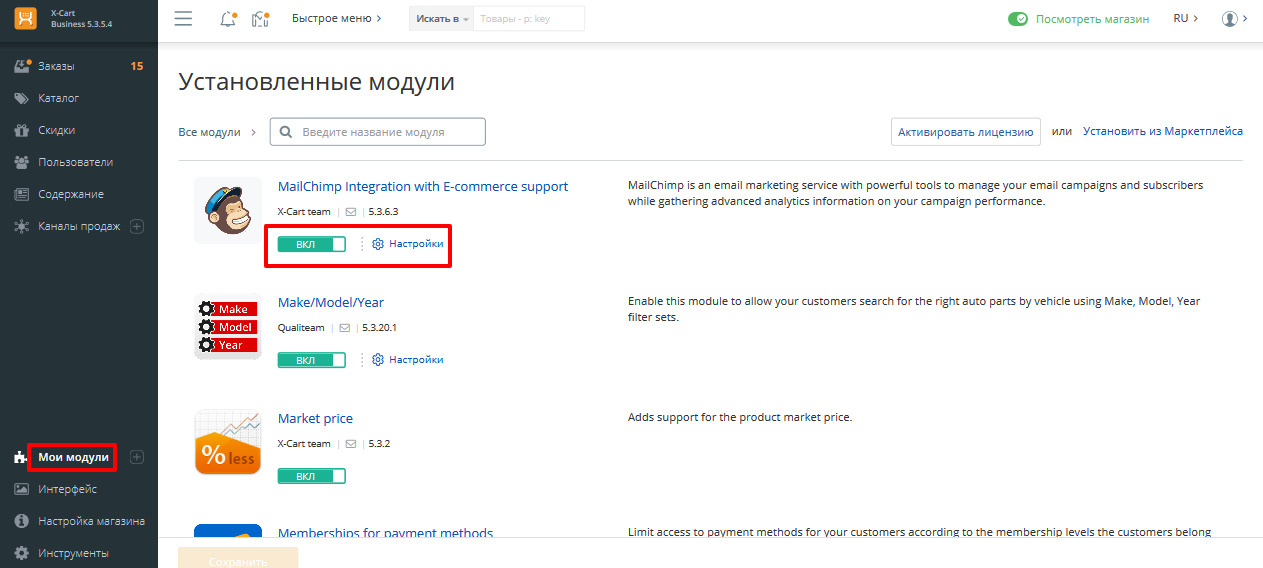 X-Cart
Business 5.3.5.4
Быстрое меню
Искать в
Товары - p: key
Посмотреть магазин
RU
Заказы
15
Каталог
Скидки
Пользователи
Содержание
Каналы продаж
Мои модули
Интерфейс
Настройка магазина
Инструменты
Установленные модули
Все модули
Введите название модуля
Активировать лицензию
или
Установить из Маркетплейса
MailChimp Integration with E-commerce support
X-Cart team | 5.3.6.3
ВКЛ
Настройки
MailChimp is an email marketing service with powerful tools to manage your email campaigns and subscribers
while gathering advanced analytics information on your campaign performance.
Make
Model
Year
Make/Model/Year
Qualiteam | 5.3.20.1
ВКЛ
Настройки
Enable this module to allow your customers search for the right auto parts by vehicle using Make, Model, Year
filter sets.
% less
Market price
X-Cart team | 5.3.2
ВКЛ
Adds support for the product market price.
Memberships for payment methods
Limit access to payment methods for your customers according to the membership levels the customers belong
Сохранить